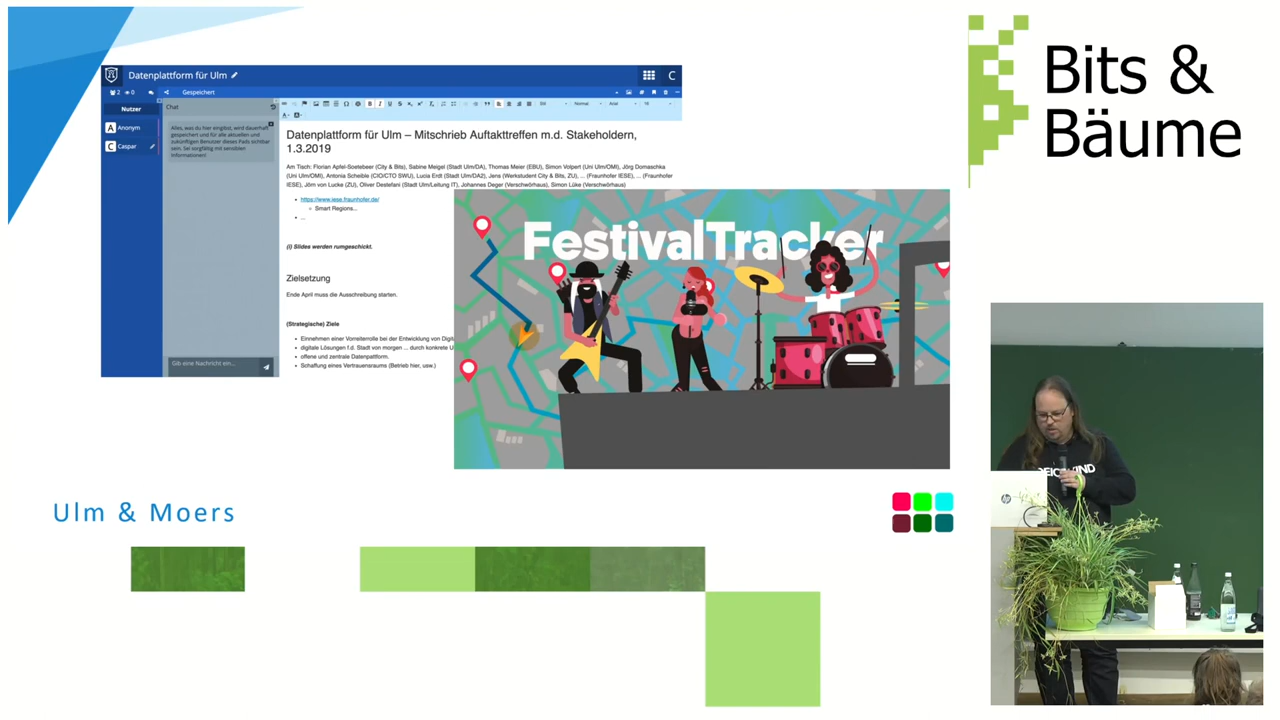 Datenplattform für Ulm
C
2 0
Gespeichert
Nutzer
Chat
Normal
Arial
A Anonym
C Caspar
Alles, was du hier eingibst, wird dauerhaft
gespeichert und für alle aktuellen und
zukünftigen Benutzer dieses Pads sichtbar
sein. Sei sorgfältig mit sensiblen
Informationen!
Gib eine Nachricht ein...
Datenplattform für Ulm – Mitschrieb Auftakttreffen m.d. Stakeholdern,
1.3.2019
Am Tisch: Florian Apfel-Soetebeer (City & Bits), Sabine Meigel (Stadt Ulm/DA), Thomas Meier (EBU), Simon Volpert (Uni Ulm/OMI), Jörg Domaschka
(Uni Ulm/OMI), Antonia Scheible (CIO/CTO SWU), Lucia Erdt (Stadt Ulm/DA2), Jens (Werkstudent City & Bits, ZU), ... (Fraunhofer IESE), ... (Fraunhofer
IESE), Jörn von Lucke (ZU), Oliver Destefani (Stadt Ulm/Leitung IT), Johannes Deger (Verschwörhaus), Simon Lüke (Verschwörhaus)
https://www.iese.fraunhofer.de/
Smart Regions...
...
(i) Slides werden rumgeschickt.
Zielsetzung
Ende April muss die Ausschreibung starten.
(Strategische) Ziele
Einnehmen einer Vorreiterrolle bei der Entwicklung von
digitale Lösungen f.d. Stadt von morgen ... durch konkrete
offene und zentrale Datenplattform.
Schaffung eines Vertrauensraums (Betrieb hier, usw.)
FestivalTracker
Ulm & Moers
Bits &
Bäume
hp